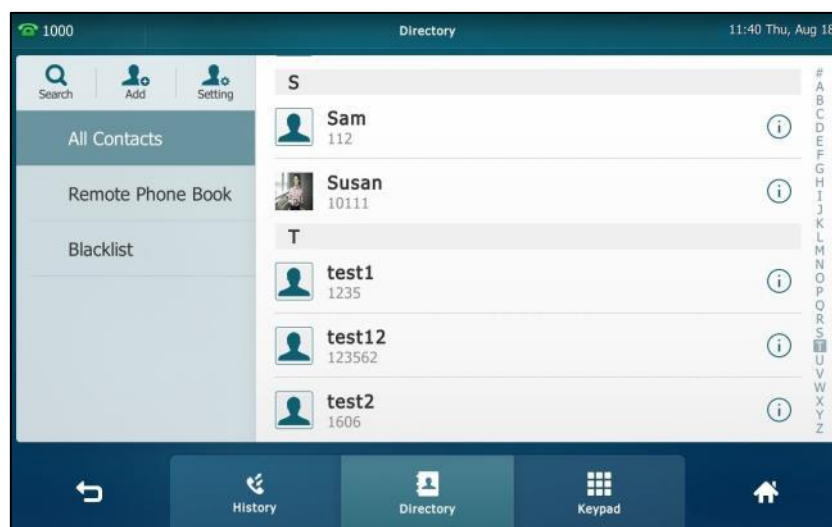 1000
Directory
11:40 Thu, Aug 18
Search
Add
Setting
All Contacts
Remote Phone Book
Blacklist
S
Sam
112
Susan
10111
T
test1
1235
test12
123562
test2
1606
#
A
B
C
D
E
F
G
H
I
J
K
L
M
N
O
P
Q
R
S
T
U
V
W
X
Y
Z
History
Directory
Keypad